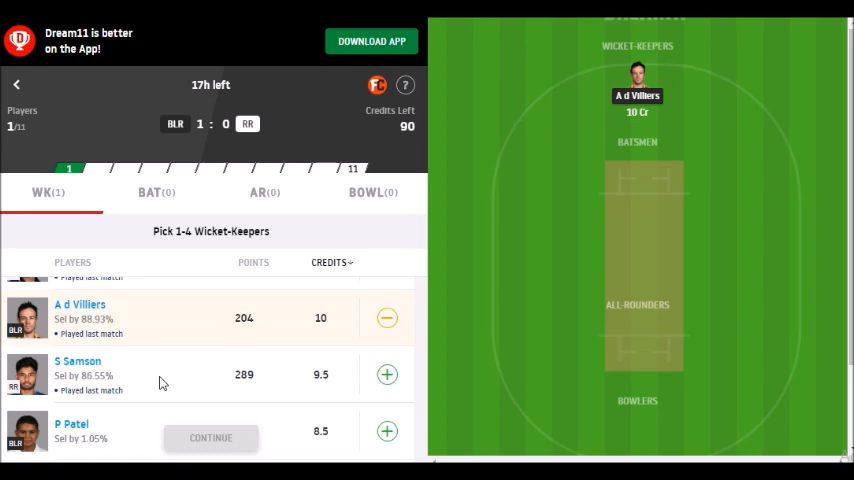 Dream11 is better
on the App!
DOWNLOAD APP
17h left
FC
?
Players
1/11
BLR 1 : 0 RR
Credits Left
90
1
11
WK(1) BAT(0) AR(0) BOWL(0)
Pick 1-4 Wicket-Keepers
PLAYERS POINTS CREDITS
Played last match
A d Villiers
Sel by 88.93%
Played last match
BLR
204 10
S Samson
Sel by 86.55%
Played last match
RR
289 9.5
P Patel
Sel by 1.05%
BLR
8.5
CONTINUE
WICKET-KEEPERS
A d Villiers
10 Cr
BATSMEN
ALL-ROUNDERS
BOWLERS